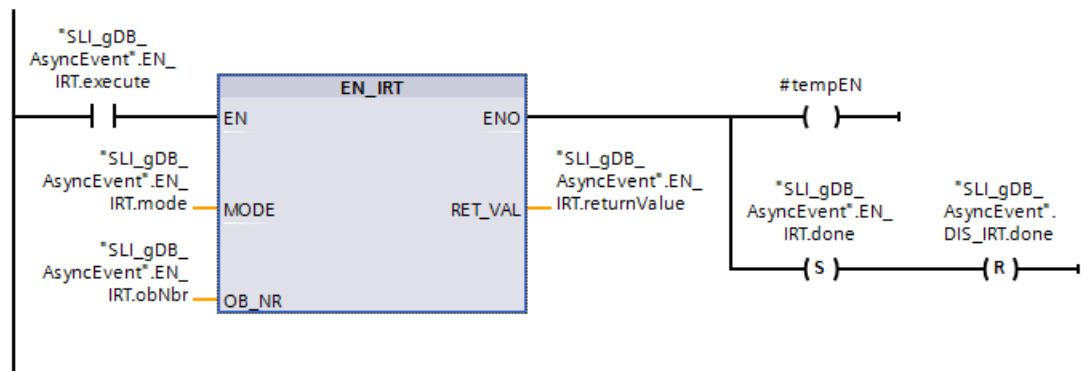 "SLI_gDB_
AsyncEvent".EN_
IRT.execute
EN_IRT
#tempEN
EN
ENO
"SLI_gDB_
AsyncEvent".EN_
IRT.mode
MODE
RET_VAL
"SLI_gDB_
AsyncEvent".EN_
IRT.returnValue
"SLI_gDB_
AsyncEvent".EN_
IRT.done
"SLI_gDB_
AsyncEvent".
DIS_IRT.done
"SLI_gDB_
AsyncEvent".EN_
IRT.obNbr
OB_NR
S
R